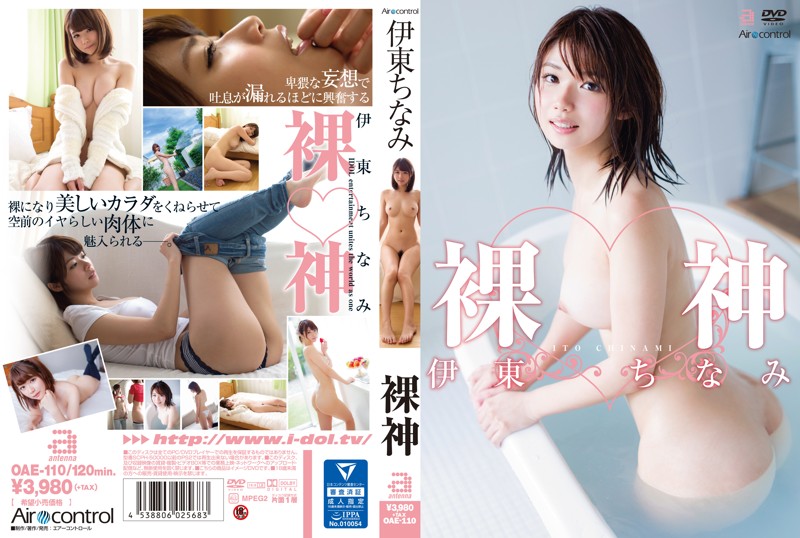 卑猥な妄想で
吐息が漏れるほどに興奮する
裸になり美しいカラダをくねらせて
空前のイヤらしい肉体に
魅入られる――。
裸♡神
伊東ちなみ
IDOL entertainment unites the world as one
antenna
OAE-110/120min.
¥3,980(+TAX)
[希望小売価格]
Air control
■制作/著作/発売:エアーコントロール
>http://www.i-dol.tv/
4 538806 025683
18
MPEG2
片面1層
DOLBY
DIGITAL
審査済証
成人指定
IPPA
No.010054
Air control
伊東ちなみ
裸神
antenna
¥3,980
+TAX
OAE-110
DVD
VIDEO
Air control
裸♡神
ITO CHINAMI
伊東ちなみ